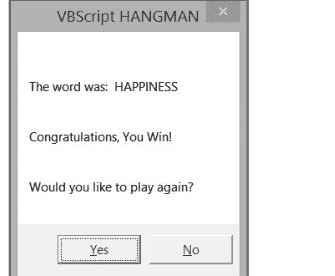 VBScript HANGMAN
The word was: HAPPINESS
Congratulations, You Win!
Would you like to play again?
Yes
No